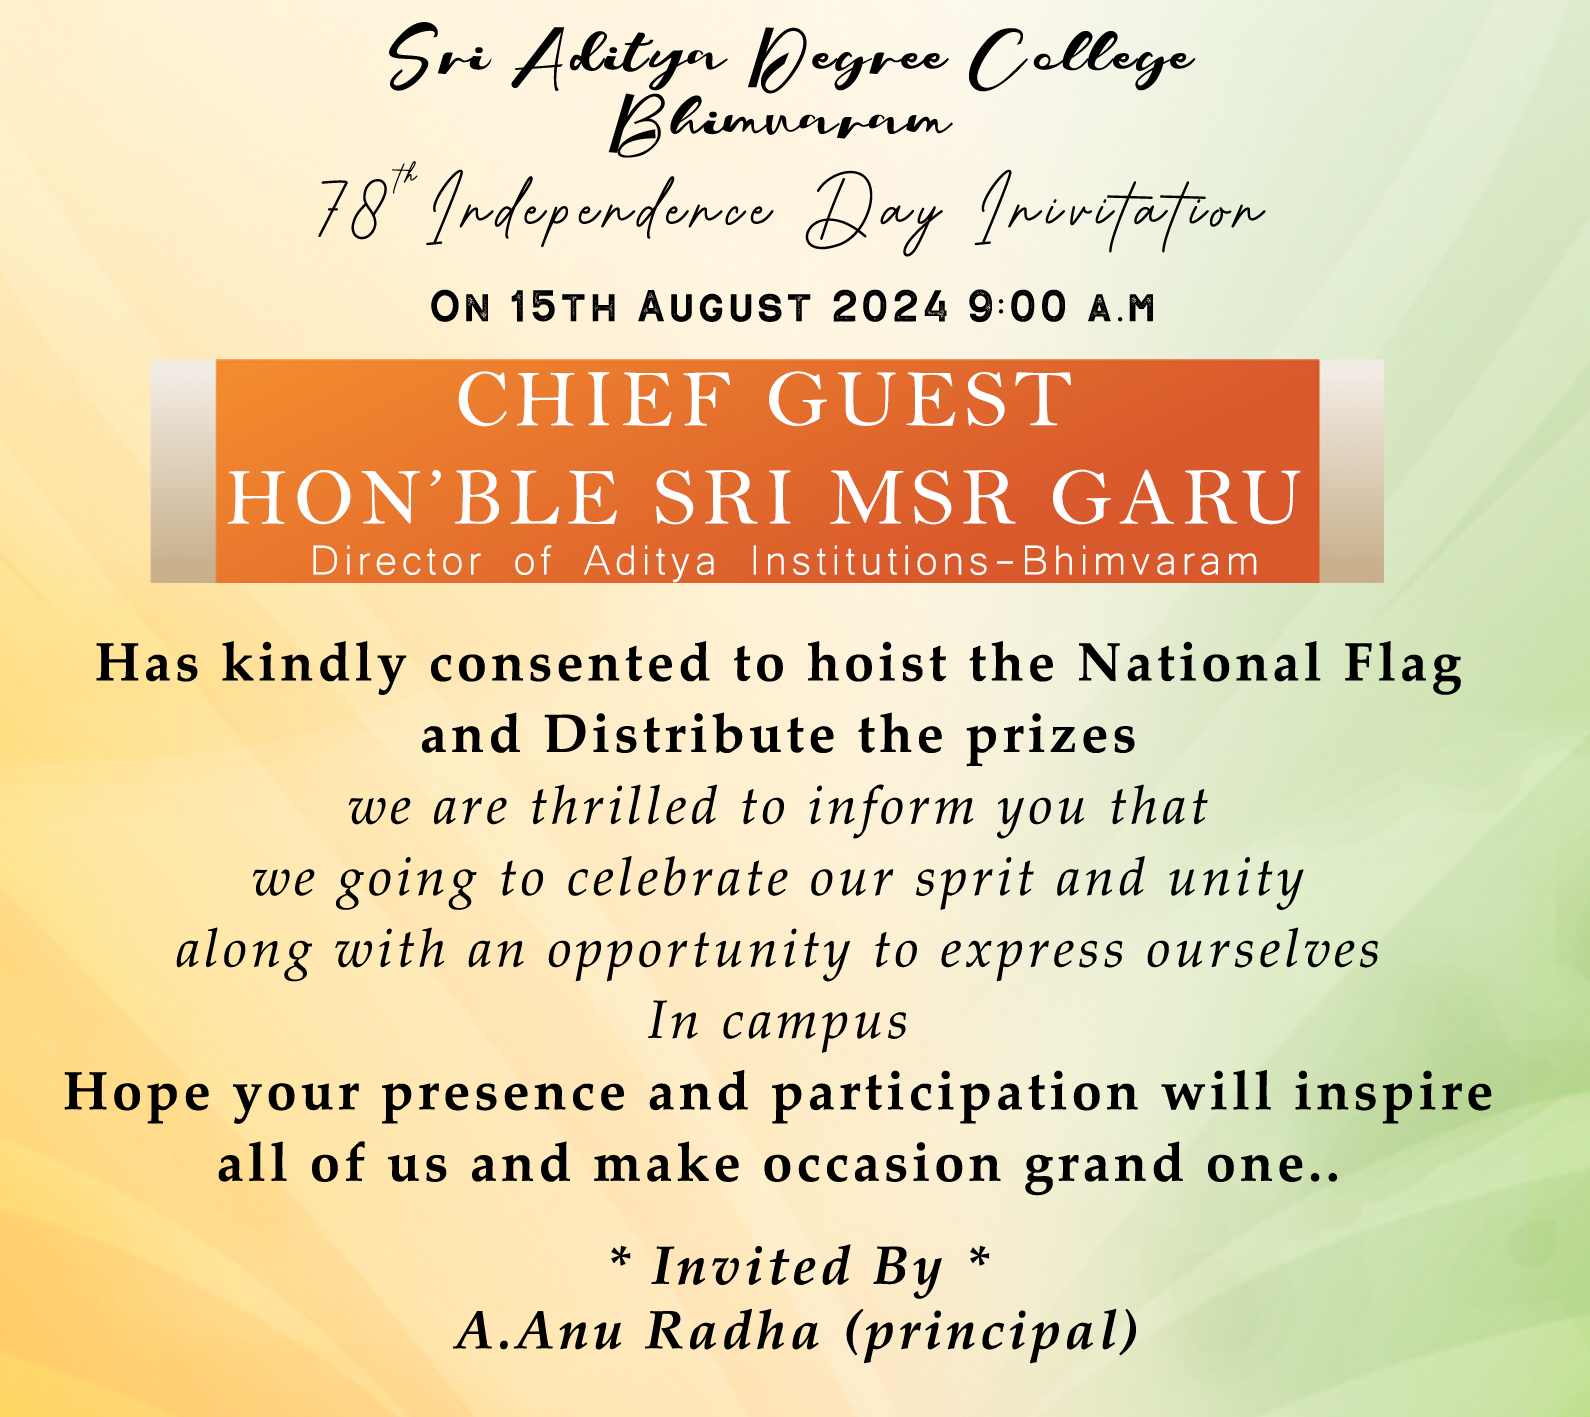 Sri Aditya Degree College
Bhimvaram
78th Independence Day Inivitation
On 15th August 2024 9:00 a.m
CHIEF GUEST
HON’BLE SRI MSR GARU
Director of Aditya Institutions-Bhimvaram
Has kindly consented to hoist the National Flag
and Distribute the prizes
we are thrilled to inform you that
we going to celebrate our sprit and unity
along with an opportunity to express ourselves
In campus
Hope your presence and participation will inspire
all of us and make occasion grand one..
* Invited By *
A.Anu Radha (principal)